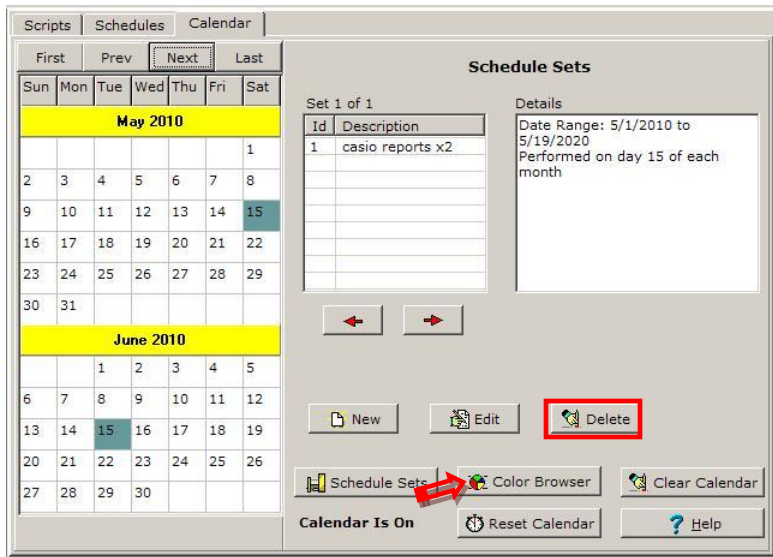 Scripts Schedules Calendar
First Prev Next Last
Sun Mon Tue Wed Thu Fri Sat
May 2010
1
2 3 4 5 6 7 8
9 10 11 12 13 14 15
16 17 18 19 20 21 22
23 24 25 26 27 28 29
30 31
June 2010
1 2 3 4 5
6 7 8 9 10 11 12
13 14 15 16 17 18 19
20 21 22 23 24 25 26
27 28 29 30
Schedule Sets
Set 1 of 1
Id Description
1 casio reports x2
Details
Date Range: 5/1/2010 to
5/19/2020
Performed on day 15 of each
month
New Edit Delete
Schedule Sets Color Browser Clear Calendar
Calendar Is On Reset Calendar Help